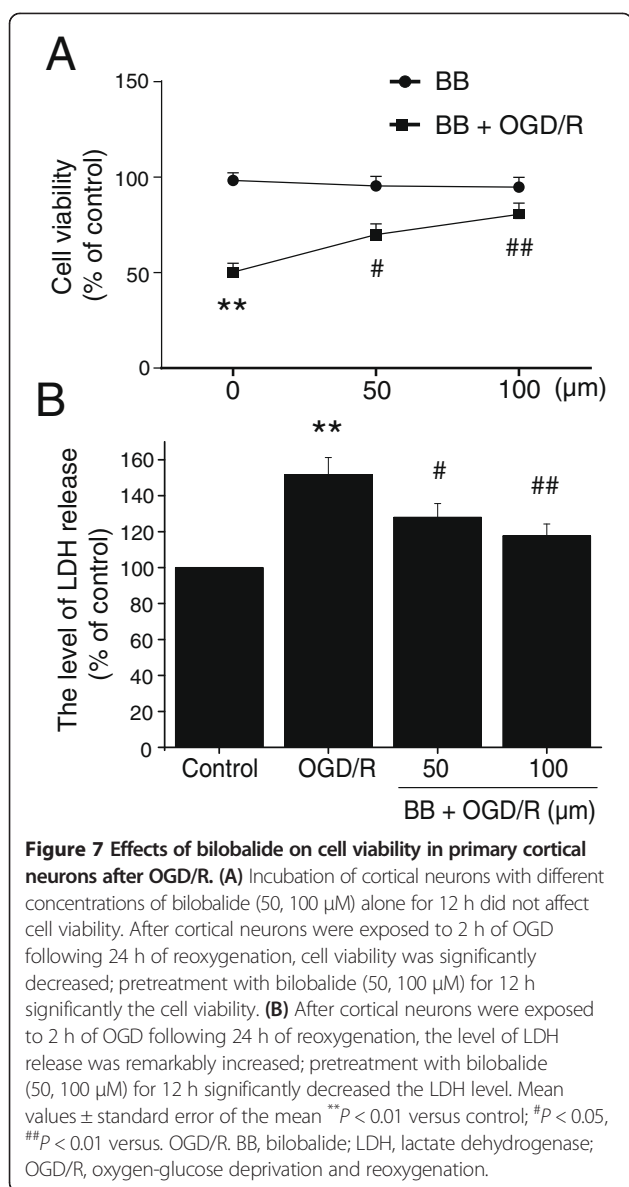 A
150
BB
BB + OGD/R
100
Cell viability
(% of control)
50
**
#
##
0
0 50 100 (µm)
B
**
160
#
##
140
120
100
80
60
40
20
0
The level of LDH release
(% of control)
Control OGD/R 50 100
BB + OGD/R (µm)
Figure 7 Effects of bilobalide on cell viability in primary cortical
neurons after OGD/R. (A) Incubation of cortical neurons with different
concentrations of bilobalide (50, 100 µM) alone for 12 h did not affect
cell viability. After cortical neurons were exposed to 2 h of OGD
following 24 h of reoxygenation, cell viability was significantly
decreased; pretreatment with bilobalide (50, 100 µM) for 12 h
significantly the cell viability. (B) After cortical neurons were exposed
to 2 h of OGD following 24 h of reoxygenation, the level of LDH
release was remarkably increased; pretreatment with bilobalide
(50, 100 µM) for 12 h significantly decreased the LDH level. Mean
values ± standard error of the mean **P < 0.01 versus control; #P < 0.05,
##P < 0.01 versus. OGD/R. BB, bilobalide; LDH, lactate dehydrogenase;
OGD/R, oxygen-glucose deprivation and reoxygenation.